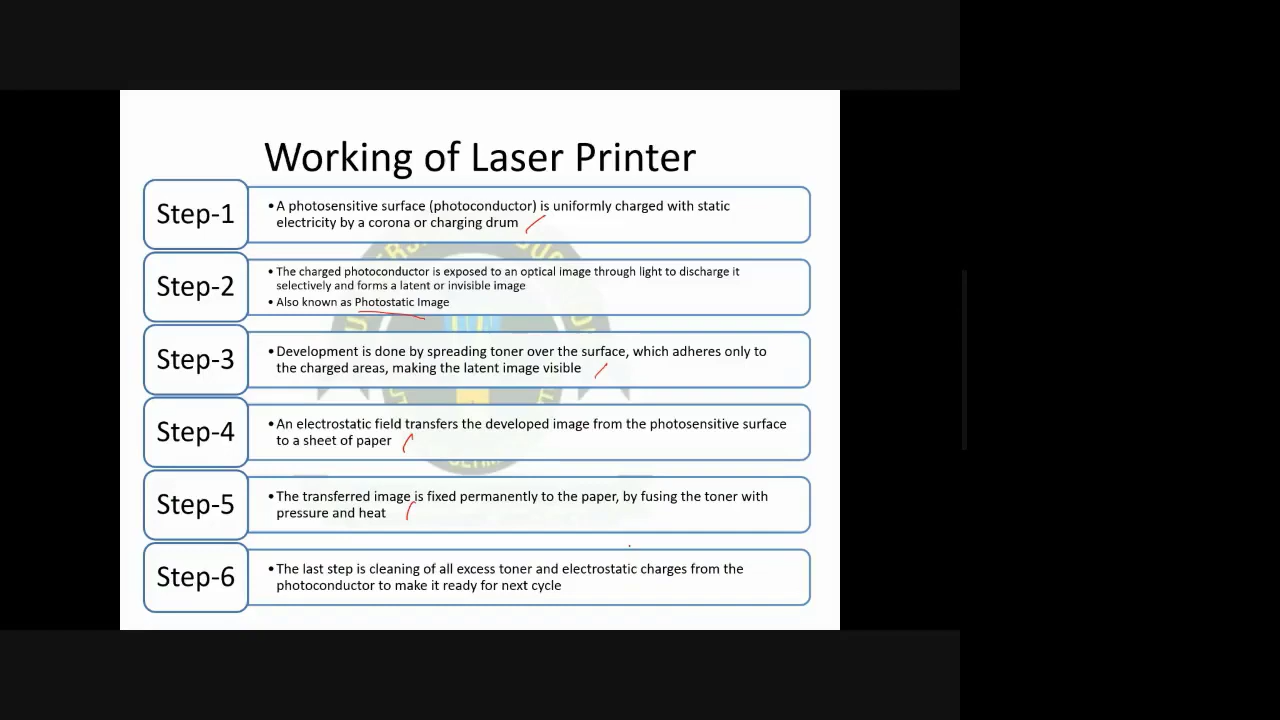 Working of Laser Printer
Step-1
•A photosensitive surface (photoconductor) is uniformly charged with static
electricity by a corona or charging drum
Step-2
• The charged photoconductor is exposed to an optical image through light to discharge it
selectively and forms a latent or invisible image
• Also known as Photostatic Image
Step-3
•Development is done by spreading toner over the surface, which adheres only to
the charged areas, making the latent image visible
Step-4
•An electrostatic field transfers the developed image from the photosensitive surface
to a sheet of paper
Step-5
•The transferred image is fixed permanently to the paper, by fusing the toner with
pressure and heat
Step-6
•The last step is cleaning of all excess toner and electrostatic charges from the
photoconductor to make it ready for next cycle